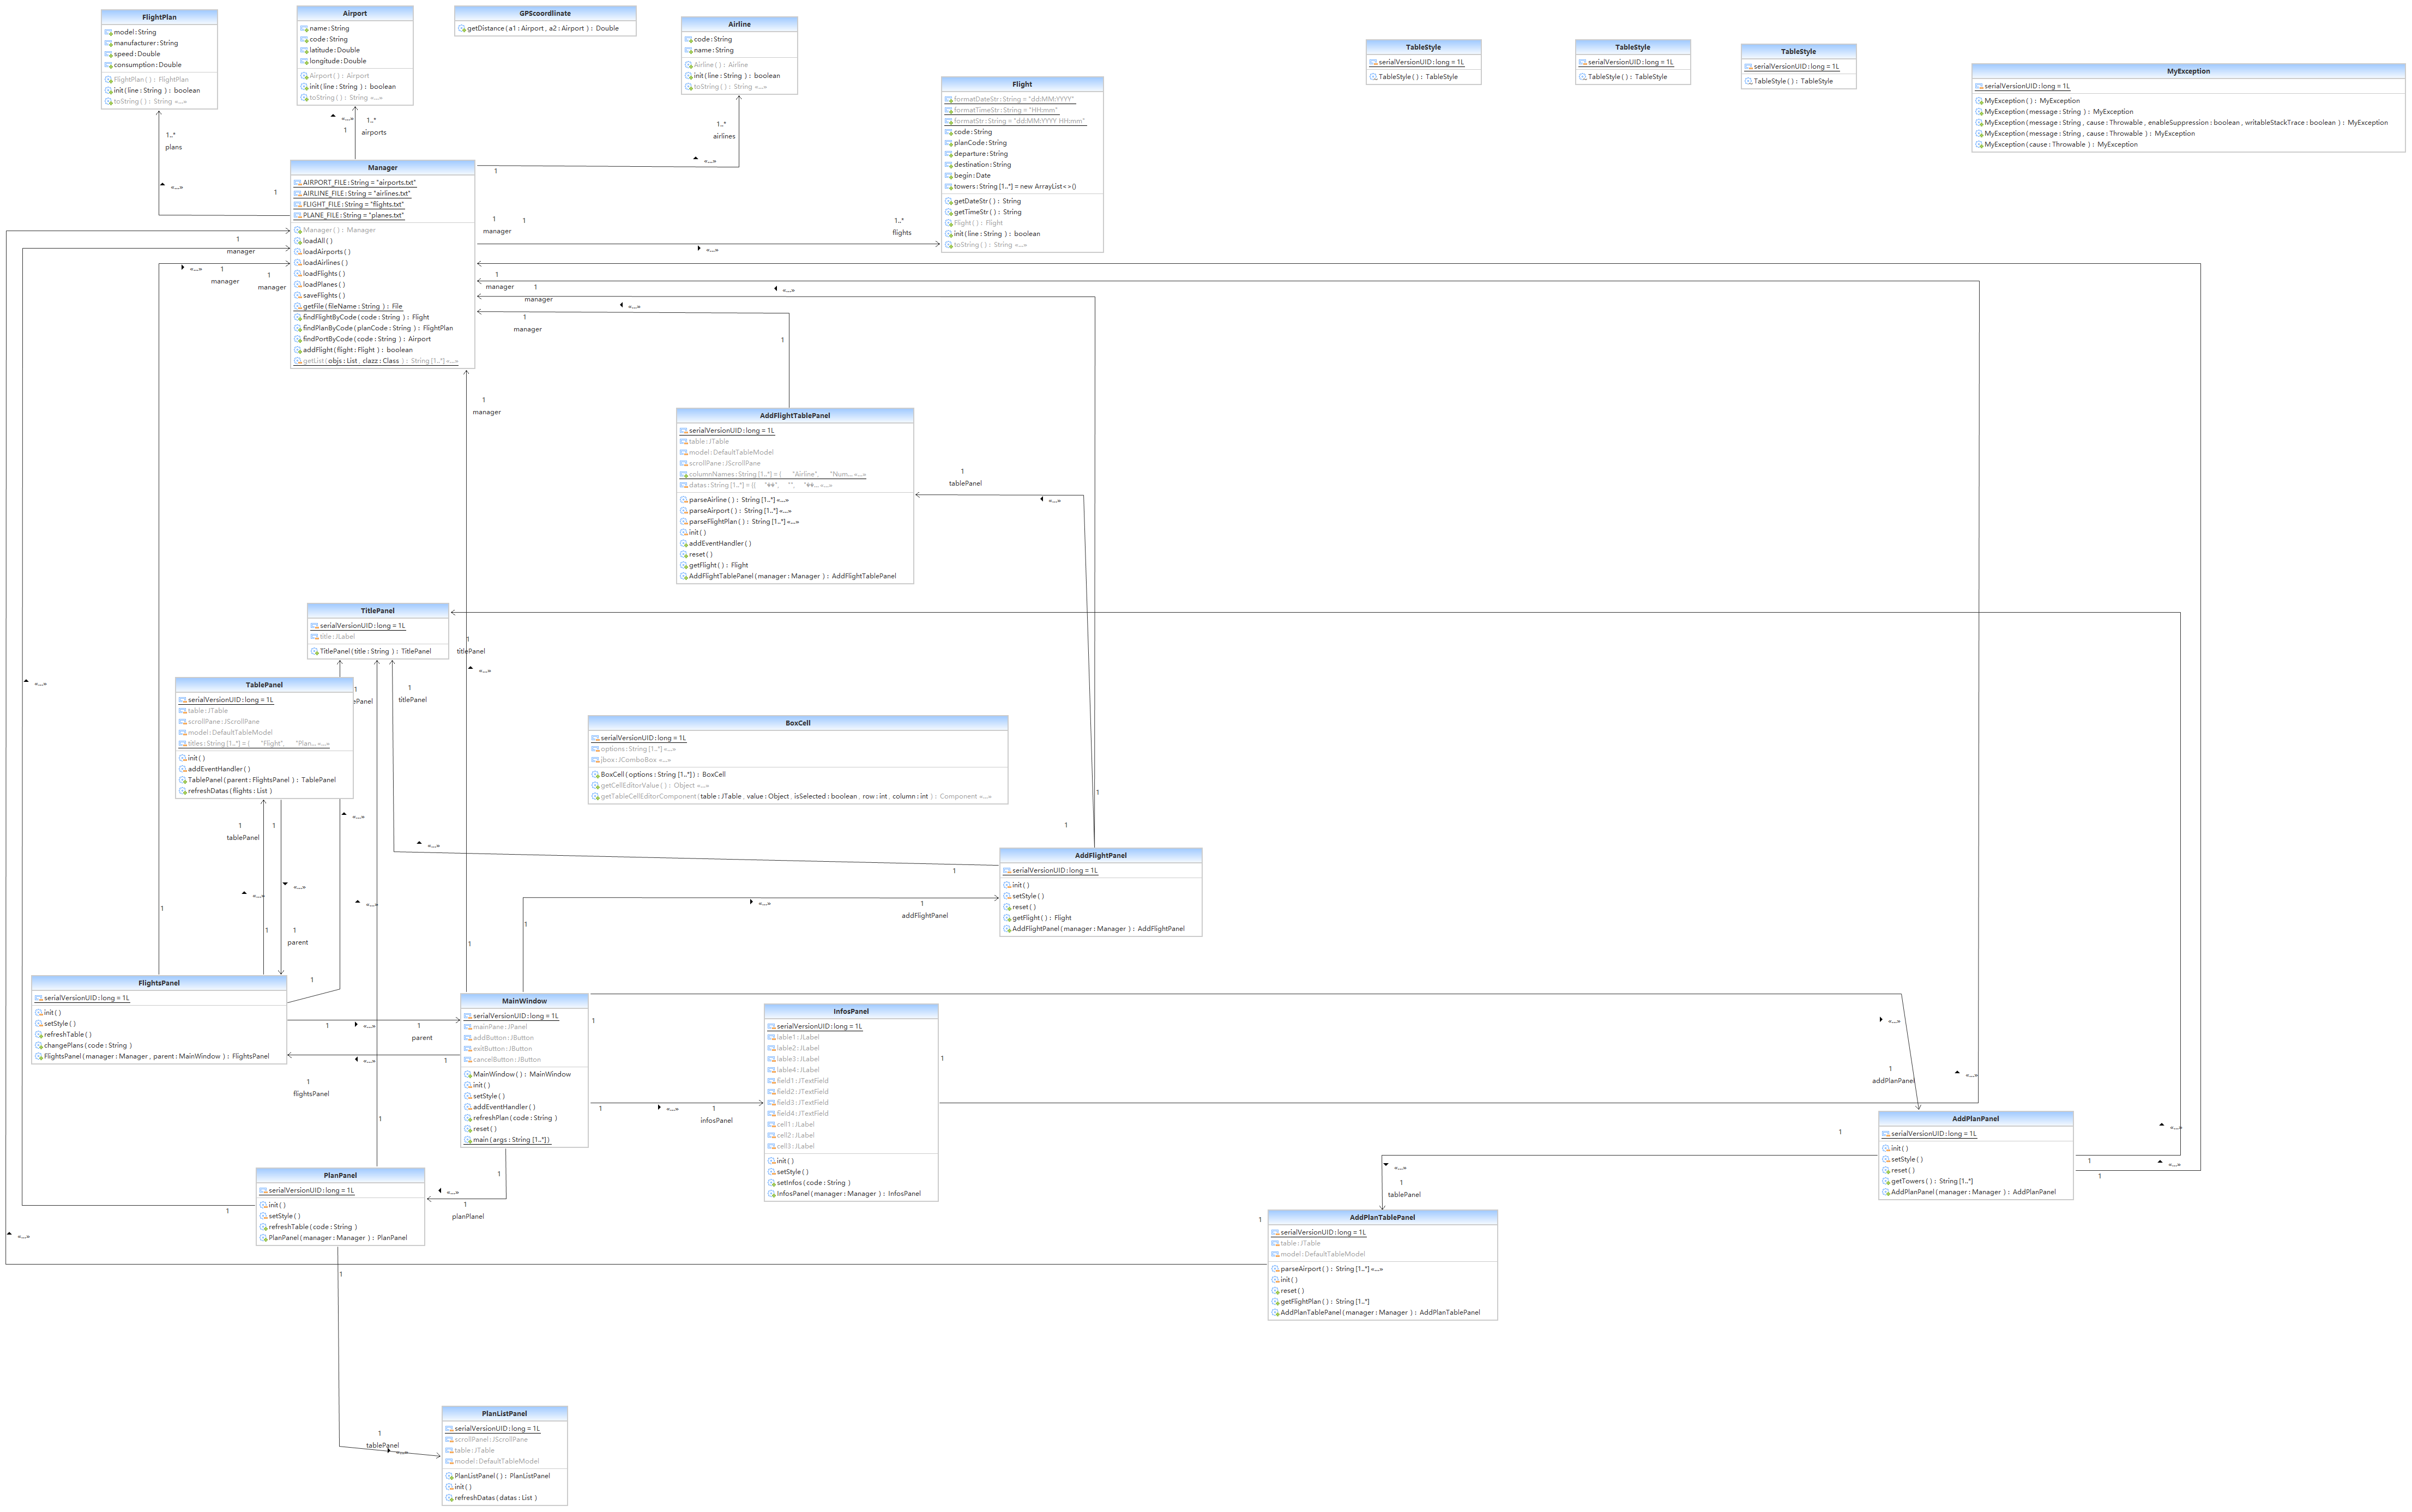 FlightPlan
model:String
manufacturer:String
speed:Double
consumption:Double
FlightPlan ( ) : FlightPlan
init ( line : String ) : boolean
toString ( ) : String «...»
Airport
name:String
code:String
latitude:Double
longitude:Double
Airport ( ) : Airport
init ( line : String ) : boolean
toString ( ) : String «...»
GPScoordlinate
getDistance ( a1 : Airport , a2 : Airport ) : Double
Airline
code:String
name:String
Airline ( ) : Airline
init ( line : String ) : boolean
toString ( ) : String «...»
Flight
formatDateStr:String = "dd:MM:YYYY"
formatTimeStr:String = "HH:mm"
formatStr:String = "dd:MM:YYYY HH:mm"
code:String
planCode:String
departure:String
destination:String
begin:Date
towers:String [1..*] = new ArrayList<>()
getDateStr ( ) : String
getTimeStr ( ) : String
Flight ( ) : Flight
init ( line : String ) : boolean
toString ( ) : String «...»
TableStyle
serialVersionUID:long = 1L
TableStyle ( ) : TableStyle
TableStyle
serialVersionUID:long = 1L
TableStyle ( ) : TableStyle
TableStyle
serialVersionUID:long = 1L
TableStyle ( ) : TableStyle
MyException
serialVersionUID:long = 1L
MyException ( ) : MyException
MyException ( message : String ) : MyException
MyException ( message : String , cause : Throwable , enableSuppression : boolean , writableStackTrace : boolean ) : MyException
MyException ( message : String , cause : Throwable ) : MyException
MyException ( cause : Throwable ) : MyException
1..*
plans
«...»
1
«...»
1
1..*
airports
1..*
airlines
«...»
1
Manager
AIRPORT_FILE:String = "airports.txt"
AIRLINE_FILE:String = "airlines.txt"
FLIGHT_FILE:String = "flights.txt"
PLANE_FILE:String = "planes.txt"
Manager ( ) : Manager
loadAll ( )
loadAirports ( )
loadAirlines ( )
loadFlights ( )
loadPlanes ( )
saveFlights ( )
getFile ( fileName : String ) : File
findFlightByCode ( code : String ) : Flight
findPlanByCode ( planCode : String ) : FlightPlan
findPortByCode ( code : String ) : Airport
addFlight ( flight : Flight ) : boolean
getList ( objs : List , clazz : Class ) : String [1..*] «...»
1
manager
1
1..*
flights
«...»
1
manager
«...»
1
manager
1
manager
1
manager
1
manager
«...»
«...»
1
manager
1
1
manager
AddFlightTablePanel
serialVersionUID:long = 1L
table:JTable
model:DefaultTableModel
scrollPane:JScrollPane
columnNames:String [1..*] = { "Airline", "Num... «...»
datas:String [1..*] = {{ "��", "", "��... «...»
parseAirline ( ) : String [1..*] «...»
parseAirport ( ) : String [1..*] «...»
parseFlightPlan ( ) : String [1..*] «...»
init ( )
addEventHandler ( )
reset ( )
getFlight ( ) : Flight
AddFlightTablePanel ( manager : Manager ) : AddFlightTablePanel
1
tablePanel
«...»
TitlePanel
serialVersionUID:long = 1L
title:JLabel
TitlePanel ( title : String ) : TitlePanel
1
titlePanel
«...»
«...»
TablePanel
serialVersionUID:long = 1L
table:JTable
scrollPane:JScrollPane
model:DefaultTableModel
titles:String [1..*] = { "Flight", "Plan... «...»
init ( )
addEventHandler ( )
TablePanel ( parent : FlightsPanel ) : TablePanel
refreshDatas ( flights : List )
1
ePanel
1
titlePanel
BoxCell
serialVersionUID:long = 1L
options:String [1..*] «...»
jbox:JComboBox «...»
BoxCell ( options : String [1..*] ) : BoxCell
getCellEditorValue ( ) : Object «...»
getTableCellEditorComponent ( table : JTable , value : Object , isSelected : boolean , row : int , column : int ) : Component «...»
1
tablePanel
1
«...»
«...»
1
1
«...»
«...»
«...»
1
1
1
parent
1
AddFlightPanel
serialVersionUID:long = 1L
init ( )
setStyle ( )
reset ( )
getFlight ( ) : Flight
AddFlightPanel ( manager : Manager ) : AddFlightPanel
«...»
1
addFlightPanel
1
1
FlightsPanel
serialVersionUID:long = 1L
init ( )
setStyle ( )
refreshTable ( )
changePlans ( code : String )
FlightsPanel ( manager : Manager , parent : MainWindow ) : FlightsPanel
1
1
«...»
1
parent
«...»
1
1
flightsPanel
MainWindow
serialVersionUID:long = 1L
mainPane:JPanel
addButton:JButton
exitButton:JButton
cancelButton:JButton
MainWindow ( ) : MainWindow
init ( )
setStyle ( )
addEventHandler ( )
refreshPlan ( code : String )
reset ( )
main ( args : String [1..*] )
1
1
«...»
1
infosPanel
InfosPanel
serialVersionUID:long = 1L
lable1:JLabel
lable2:JLabel
lable3:JLabel
lable4:JLabel
field1:JTextField
field2:JTextField
field3:JTextField
field4:JTextField
cell1:JLabel
cell2:JLabel
cell3:JLabel
init ( )
setStyle ( )
setInfos ( code : String )
InfosPanel ( manager : Manager ) : InfosPanel
1
«...»
1
addPlanPanel
«...»
AddPlanPanel
serialVersionUID:long = 1L
init ( )
setStyle ( )
reset ( )
getTowers ( ) : String [1..*]
AddPlanPanel ( manager : Manager ) : AddPlanPanel
1
«...»
1
«...»
1
«...»
1
tablePanel
1
PlanPanel
serialVersionUID:long = 1L
init ( )
setStyle ( )
refreshTable ( code : String )
PlanPanel ( manager : Manager ) : PlanPanel
1
1
«...»
1
planPlanel
1
«...»
1
AddPlanTablePanel
serialVersionUID:long = 1L
table:JTable
model:DefaultTableModel
parseAirport ( ) : String [1..*] «...»
init ( )
reset ( )
getFlightPlan ( ) : String [1..*]
AddPlanTablePanel ( manager : Manager ) : AddPlanTablePanel
1
tablePanel
«...»
PlanListPanel
serialVersionUID:long = 1L
scrollPanel:JScrollPane
table:JTable
model:DefaultTableModel
PlanListPanel ( ) : PlanListPanel
init ( )
refreshDatas ( datas : List )